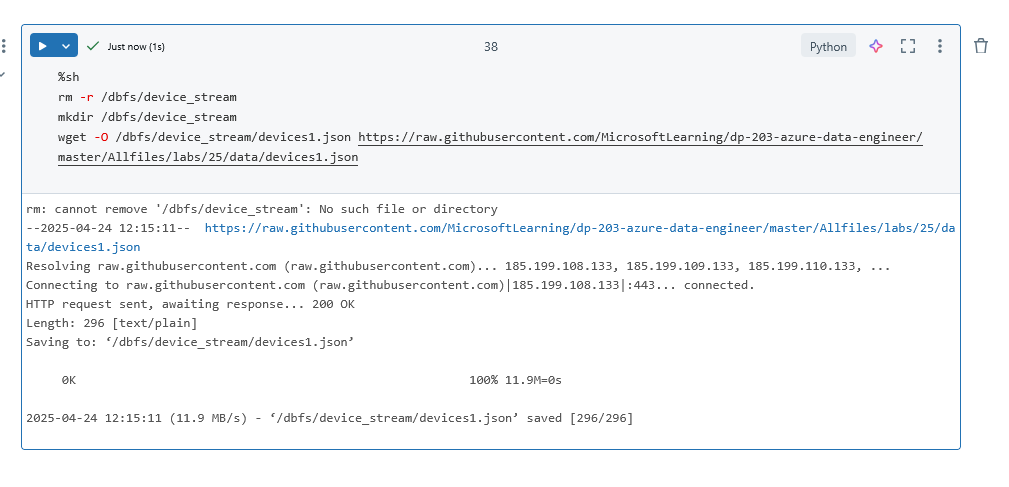 Just now (1s)
38
Python
%sh
rm -r /dbfs/device_stream
mkdir /dbfs/device_stream
wget -O /dbfs/device_stream/devices1.json https://raw.githubusercontent.com/MicrosoftLearning/dp-203-azure-data-engineer/
master/Allfiles/labs/25/data/devices1.json
rm: cannot remove '/dbfs/device_stream': No such file or directory
--2025-04-24 12:15:11--  https://raw.githubusercontent.com/MicrosoftLearning/dp-203-azure-data-engineer/master/Allfiles/labs/25/da
ta/devices1.json
Resolving raw.githubusercontent.com (raw.githubusercontent.com)... 185.199.108.133, 185.199.109.133, 185.199.110.133, ...
Connecting to raw.githubusercontent.com (raw.githubusercontent.com)|185.199.108.133|:443... connected.
HTTP request sent, awaiting response... 200 OK
Length: 296 [text/plain]
Saving to: ‘/dbfs/device_stream/devices1.json’
0K 100% 11.9M=0s
2025-04-24 12:15:11 (11.9 MB/s) - ‘/dbfs/device_stream/devices1.json’ saved [296/296]